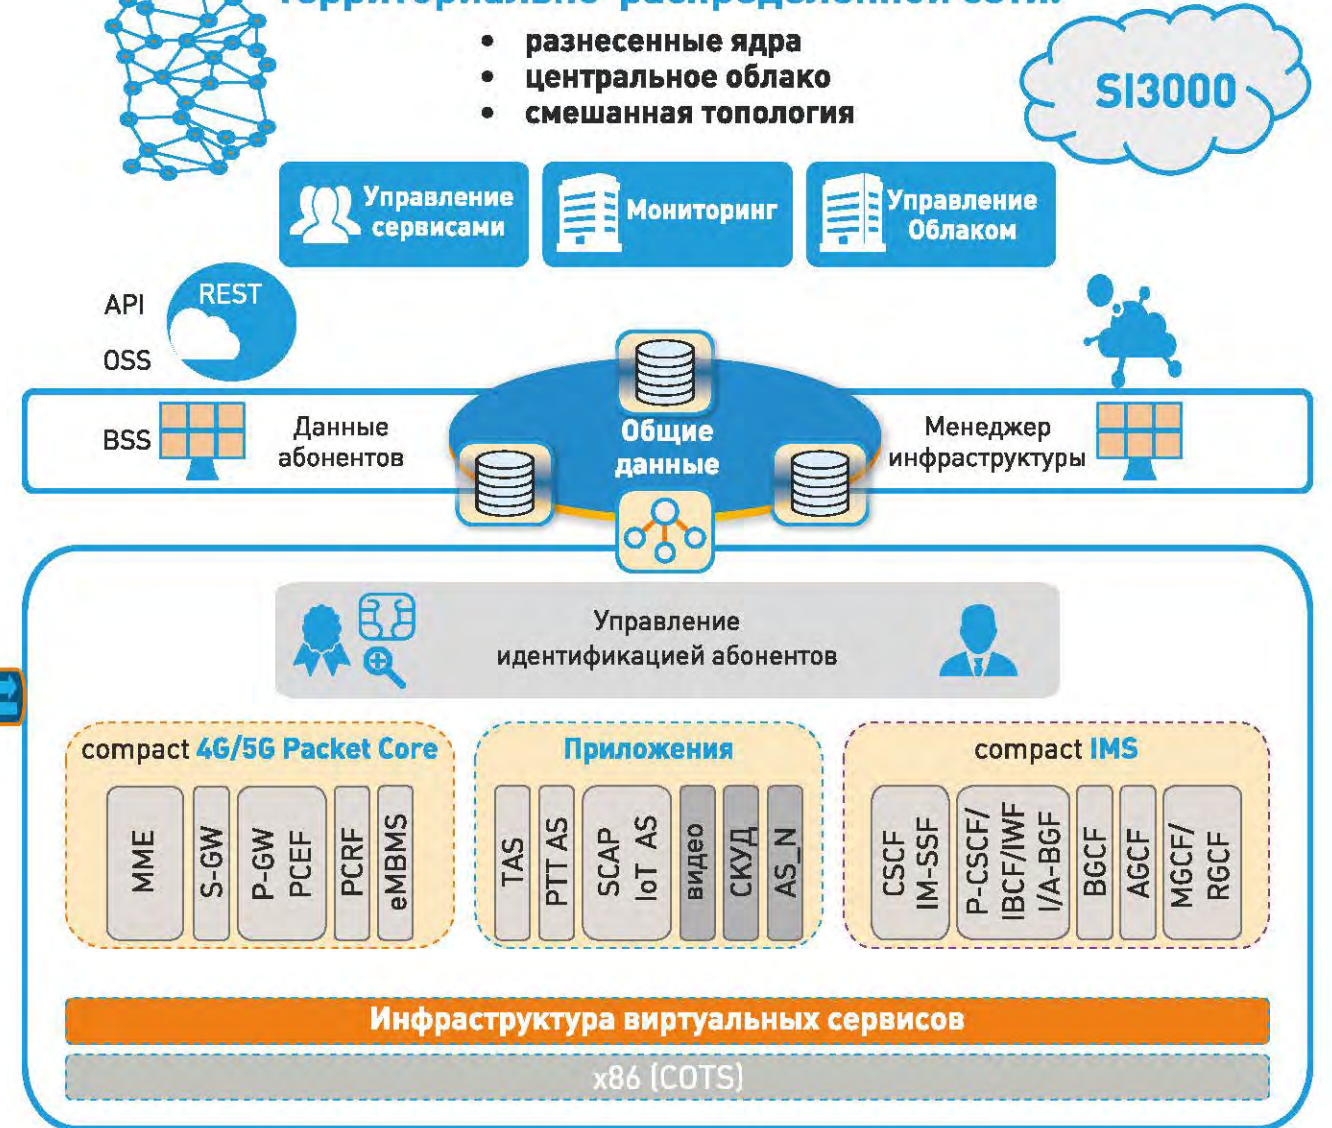 территориально-распределенной сети:
• разнесенные ядра
• центральное облако
• смешанная топология
SI3000
Управление
сервисами
Мониторинг
Управление
Облаком
API
REST
OSS
BSS
Данные
абонентов
Общие
данные
Менеджер
инфраструктуры
Управление
идентификацией абонентов
compact 4G/5G Packet Core
MME
S-GW
P-GW
PCEF
PCRF
eMBMS
Приложения
TAS
PTT AS
SCAP
IoT AS
видео
СКУД
AS_N
compact IMS
CSCF
IM-SSF
P-CSCF/
IBCF/IWF
I/A-BGF
BGCF
AGCF
MGCF/
RGCF
Инфраструктура виртуальных сервисов
x86 (COTS)